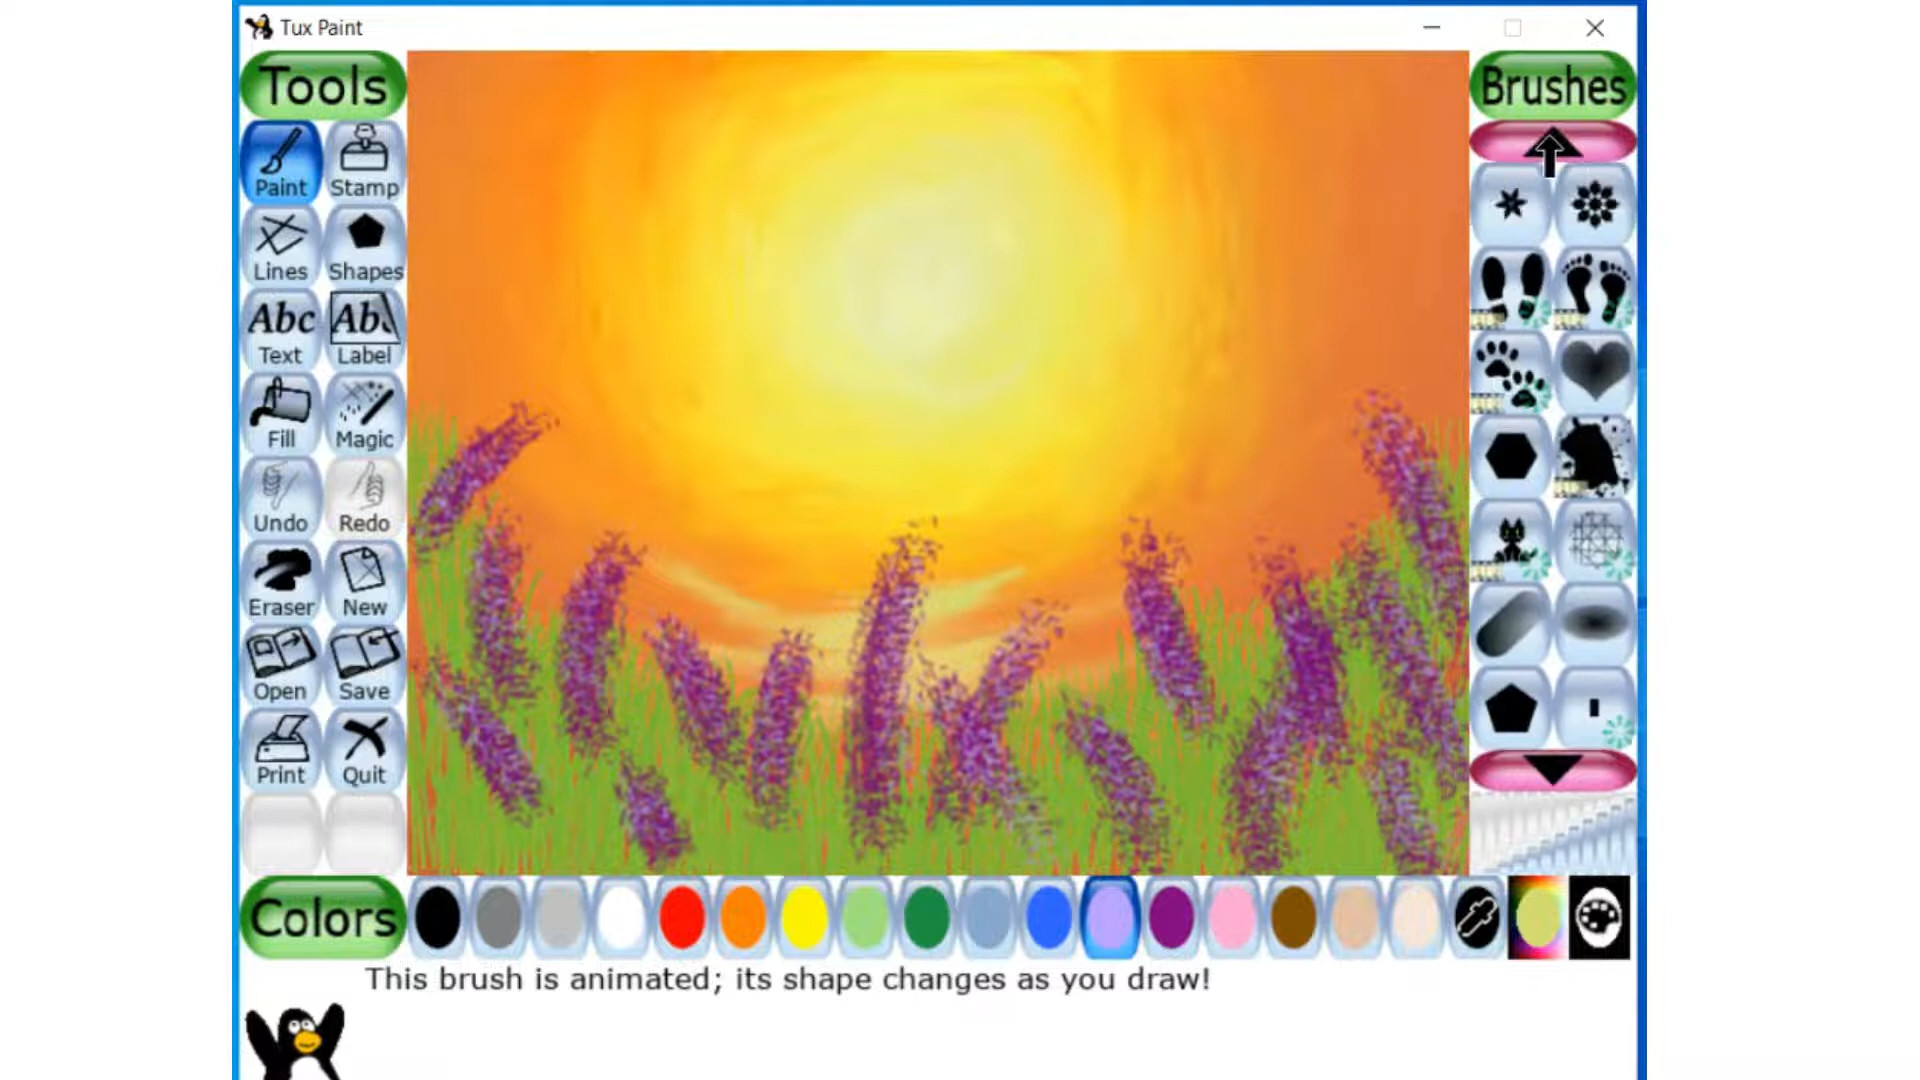 Tux Paint
Tools
Brushes
Paint
Stamp
Lines
Shapes
Abc
Text
Abc
Label
Fill
Magic
Undo
Redo
Eraser
New
Open
Save
Print
Quit
Colors
This brush is animated; its shape changes as you draw!